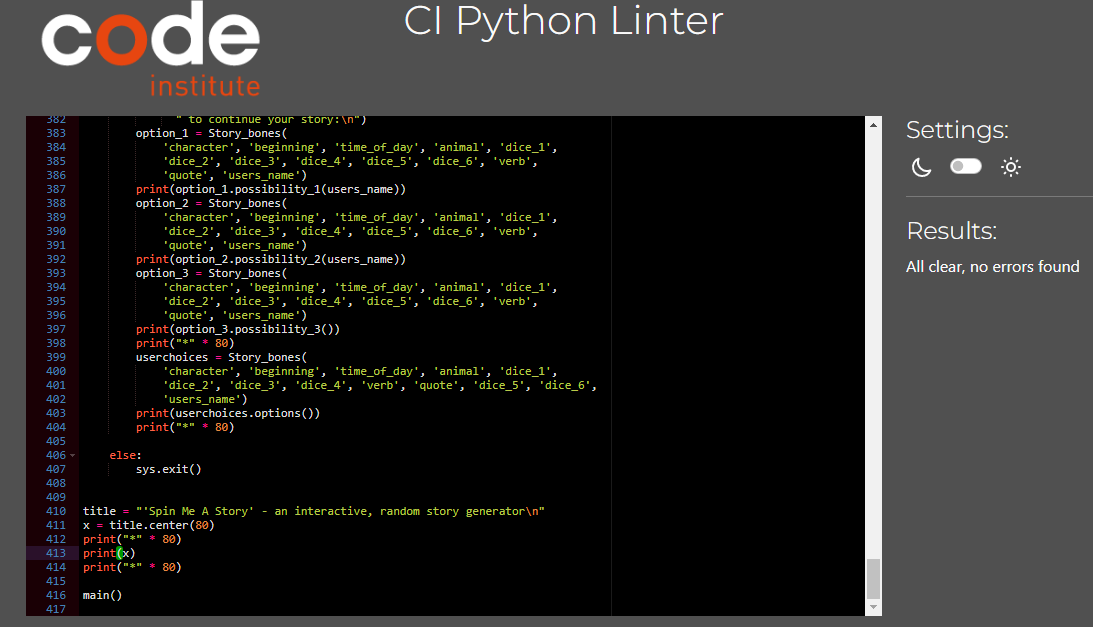 code
institute
CI Python Linter
382 " to continue your story:\n")
383 option_1 = Story_bones(
384 'character', 'beginning', 'time_of_day', 'animal', 'dice_1',
385 'dice_2', 'dice_3', 'dice_4', 'dice_5', 'dice_6', 'verb',
386 'quote', 'users_name')
387 print(option_1.possibility_1(users_name))
388 option_2 = Story_bones(
389 'character', 'beginning', 'time_of_day', 'animal', 'dice_1',
390 'dice_2', 'dice_3', 'dice_4', 'dice_5', 'dice_6', 'verb',
391 'quote', 'users_name')
392 print(option_2.possibility_2(users_name))
393 option_3 = Story_bones(
394 'character', 'beginning', 'time_of_day', 'animal', 'dice_1',
395 'dice_2', 'dice_3', 'dice_4', 'dice_5', 'dice_6', 'verb',
396 'quote', 'users_name')
397 print(option_3.possibility_3())
398 print("*" * 80)
399 userchoices = Story_bones(
400 'character', 'beginning', 'time_of_day', 'animal', 'dice_1',
401 'dice_2', 'dice_3', 'dice_4', 'verb', 'quote', 'dice_5', 'dice_6',
402 'users_name')
403 print(userchoices.options())
404 print("*" * 80)
405
406 else:
407 sys.exit()
408
409
410 title = "'Spin Me A Story' - an interactive, random story generator\n"
411 x = title.center(80)
412 print("*" * 80)
413 print(x)
414 print("*" * 80)
415
416 main()
417
Settings:
Results:
All clear, no errors found